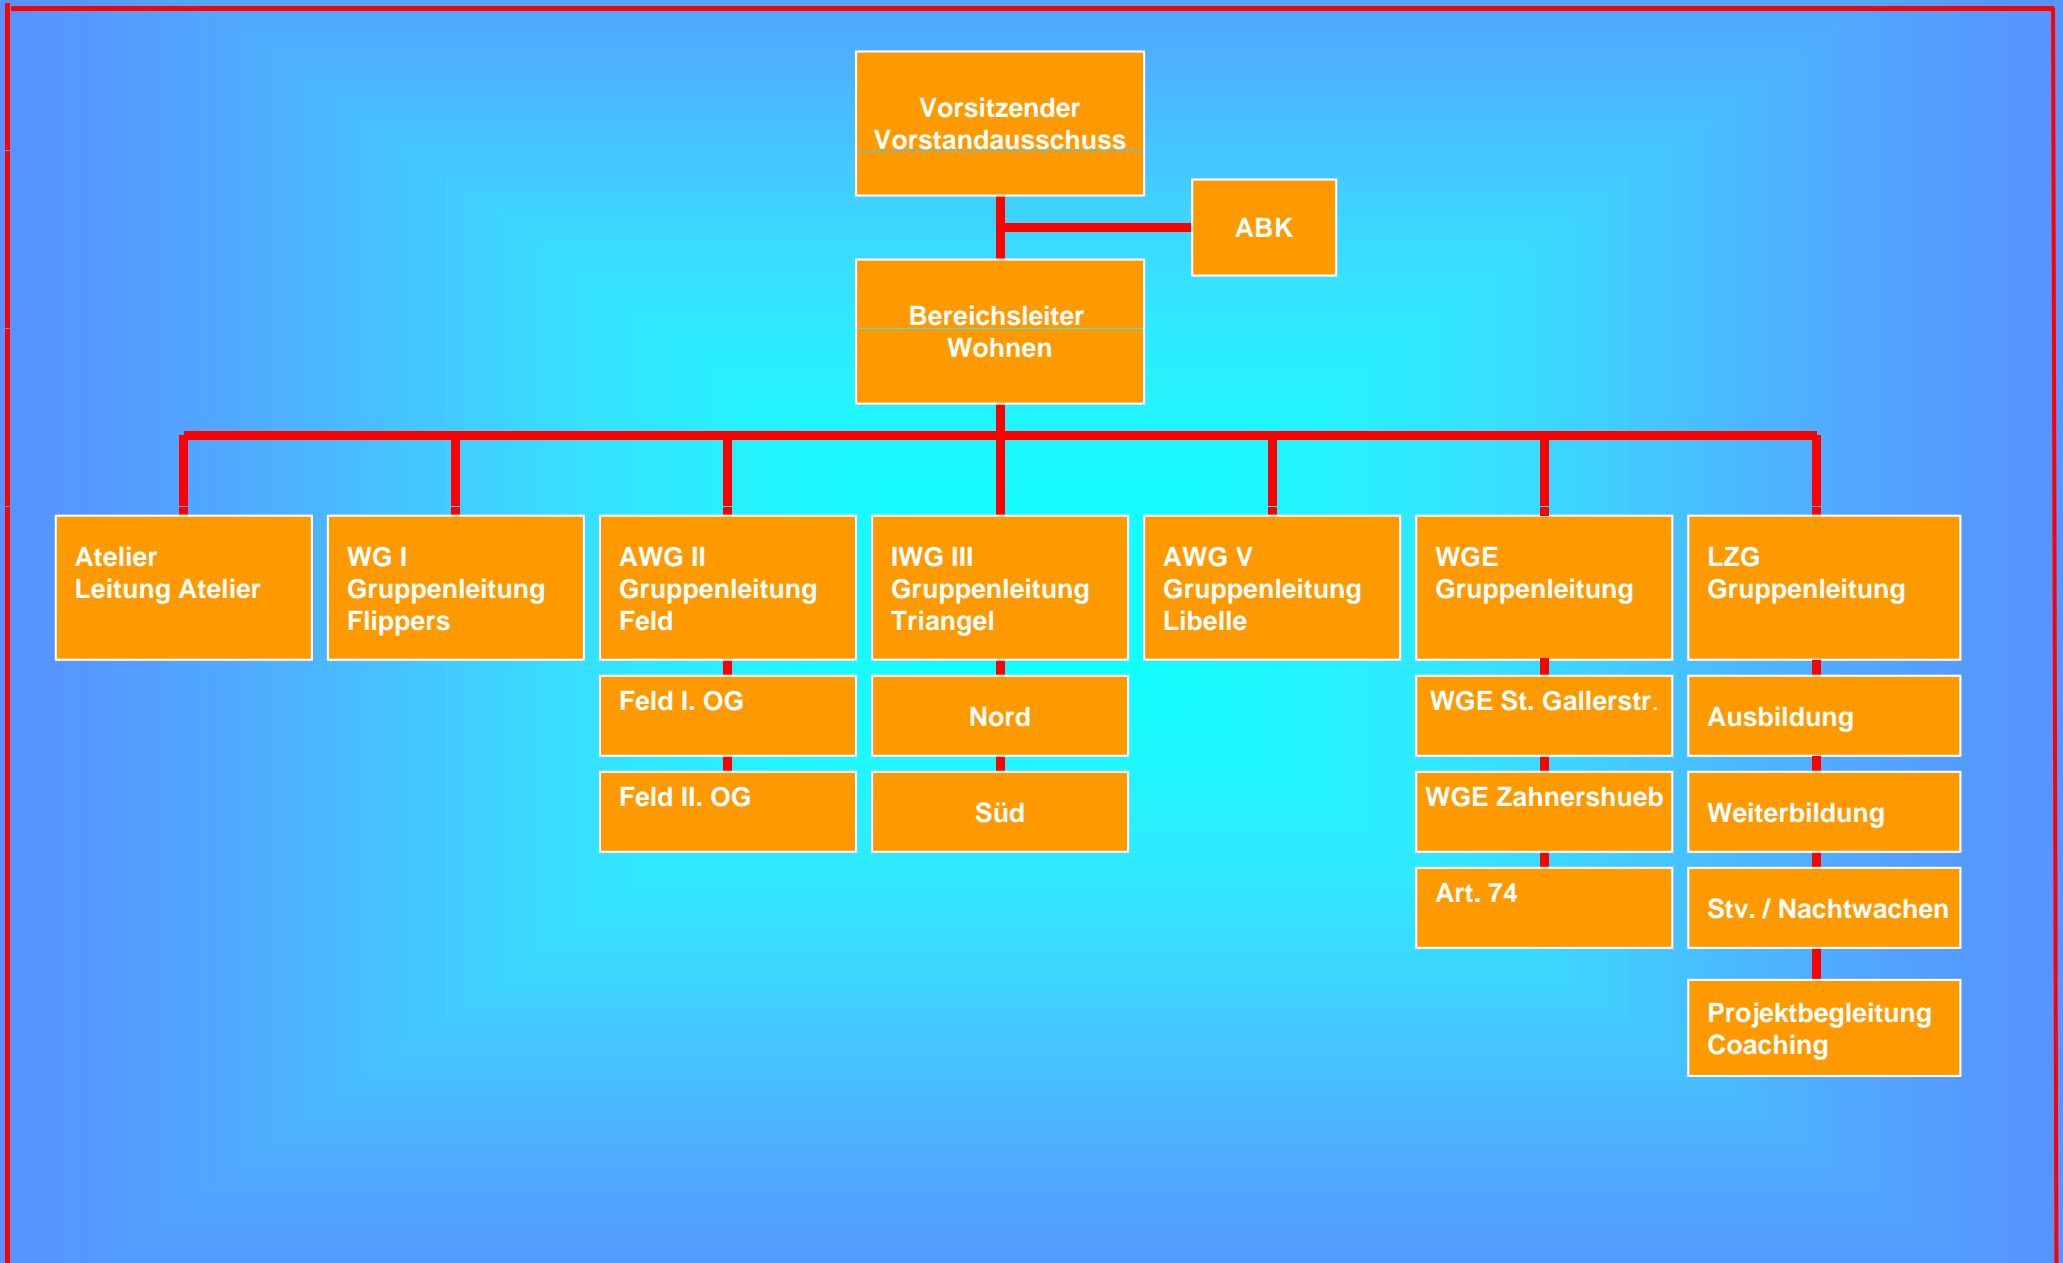 Vorsitzender
Vorstandausschuss
ABK
Bereichsleiter
Wohnen
Atelier
Leitung Atelier
WG I
Gruppenleitung
Flippers
AWG II
Gruppenleitung
Feld
IWG III
Gruppenleitung
Triangel
AWG V
Gruppenleitung
Libelle
WGE
Gruppenleitung
LZG
Gruppenleitung
Feld I. OG
Nord
WGE St. Gallerstr.
Ausbildung
Feld II. OG
Süd
WGE Zahnershueb
Weiterbildung
Art. 74
Stv. / Nachtwachen
Projektbegleitung
Coaching